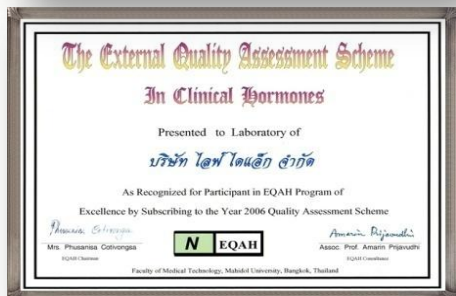 The External Quality Assessment Scheme
In Clinical Hormones
Presented to Laboratory of
บริษัท ไลฟ์ ไดแอ็ก จำกัด
As Recognized for Participant in EQAH Program of
Excellence by Subscribing to the Year 2006 Quality Assessment Scheme
Mrs. Phusanisa Cotivongsa
EQAH Chairman
N EQAH
Assoc. Prof. Amarin Prijavudhi
EQAH Consultance
Faculty of Medical Technology, Mahidol University, Bangkok, Thailand